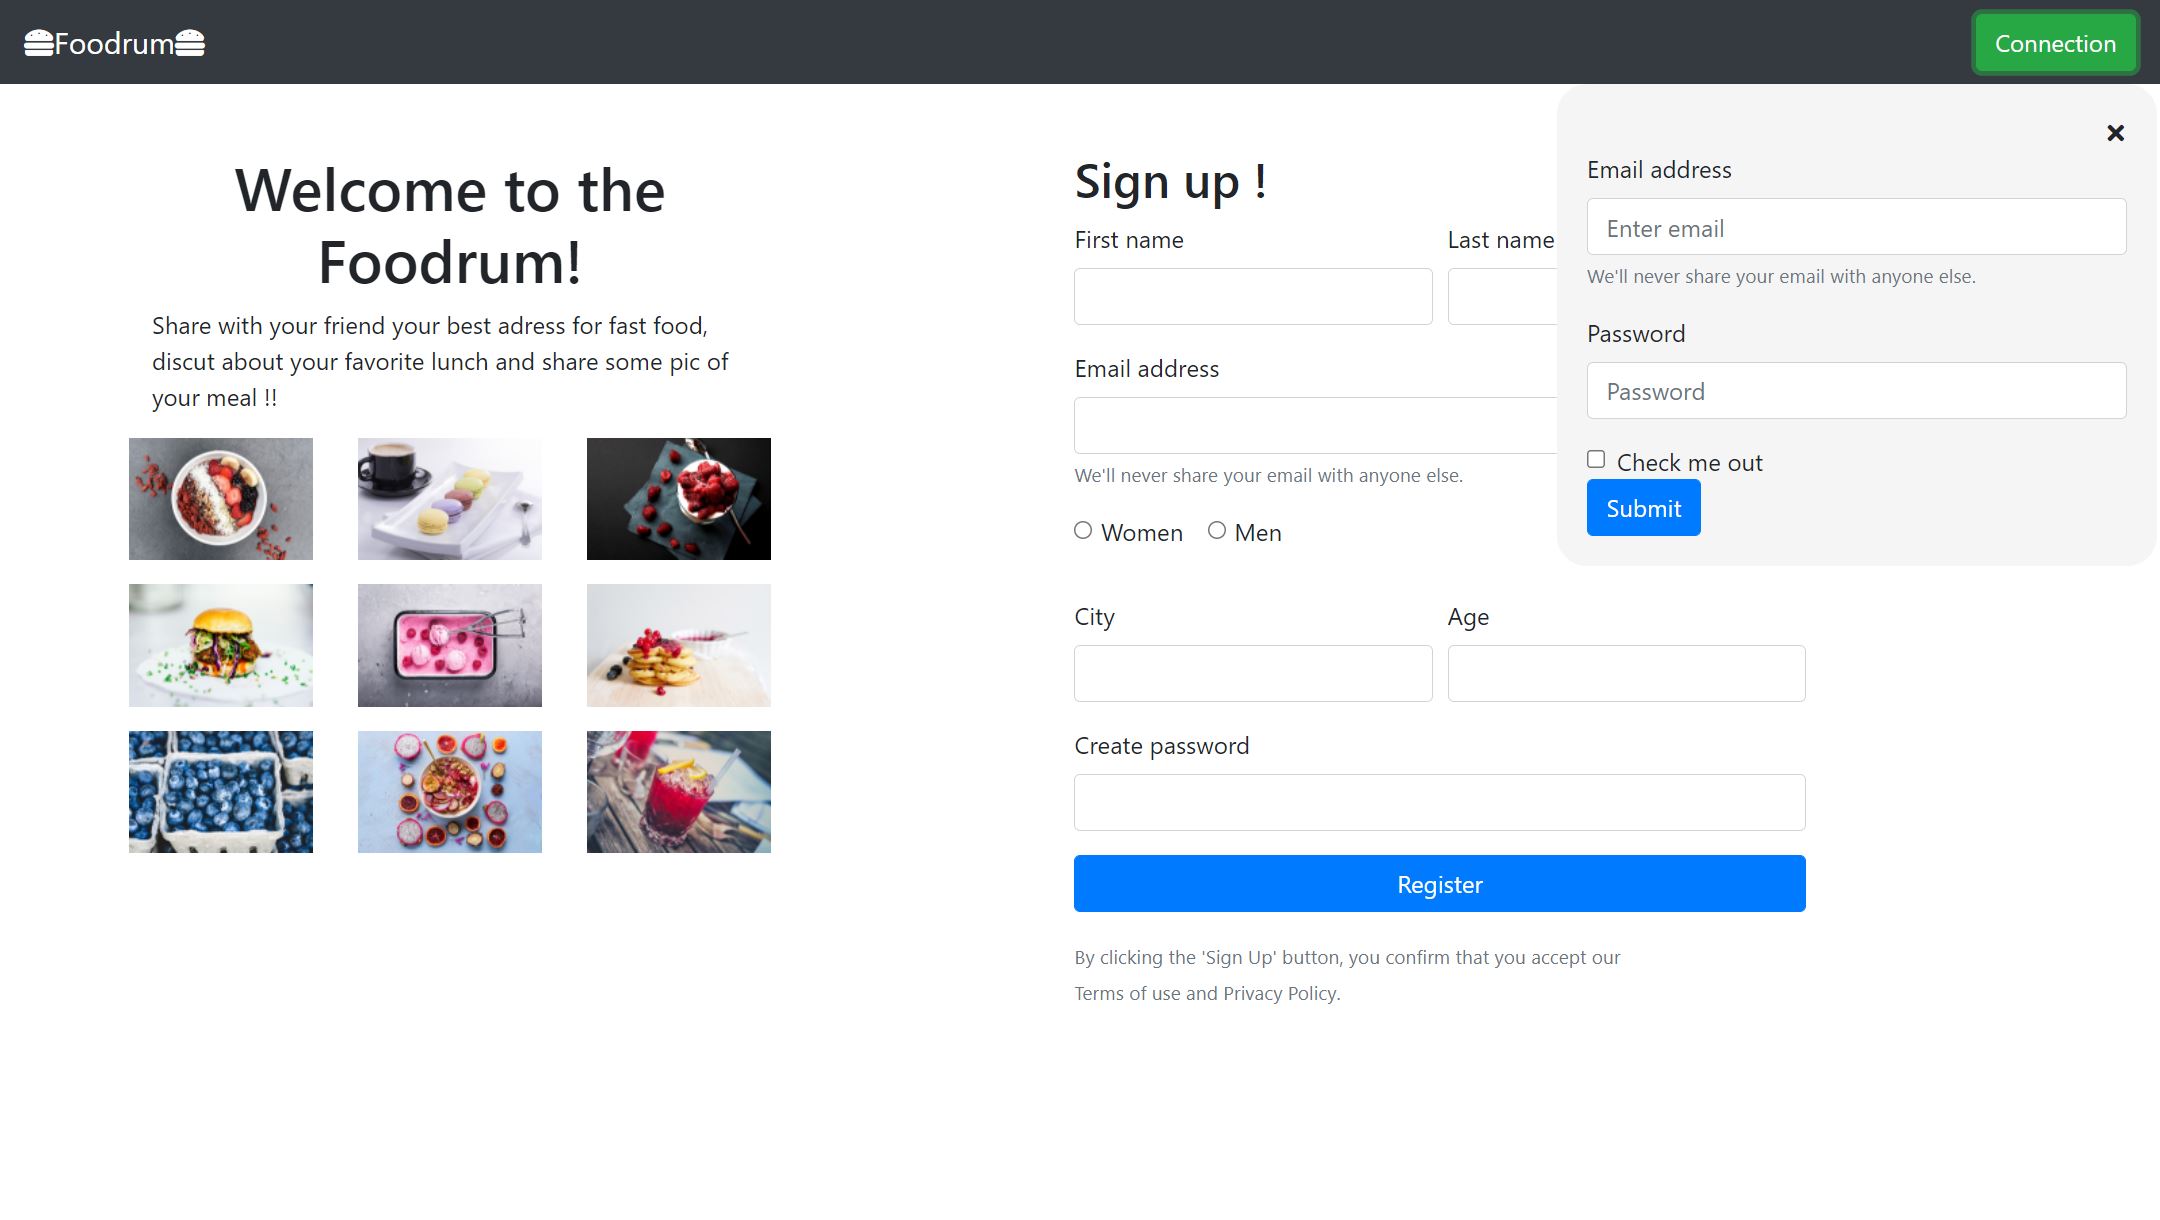 Foodrum
Connection
Welcome to the
Foodrum!
Share with your friend your best adress for fast food,
discut about your favorite lunch and share some pic of
your meal !!
Sign up !
First name
Last name
Email address
We'll never share your email with anyone else.
Women
Men
City
Age
Create password
Register
By clicking the 'Sign Up' button, you confirm that you accept our
Terms of use and Privacy Policy.
Email address
Enter email
We'll never share your email with anyone else.
Password
Password
Check me out
Submit